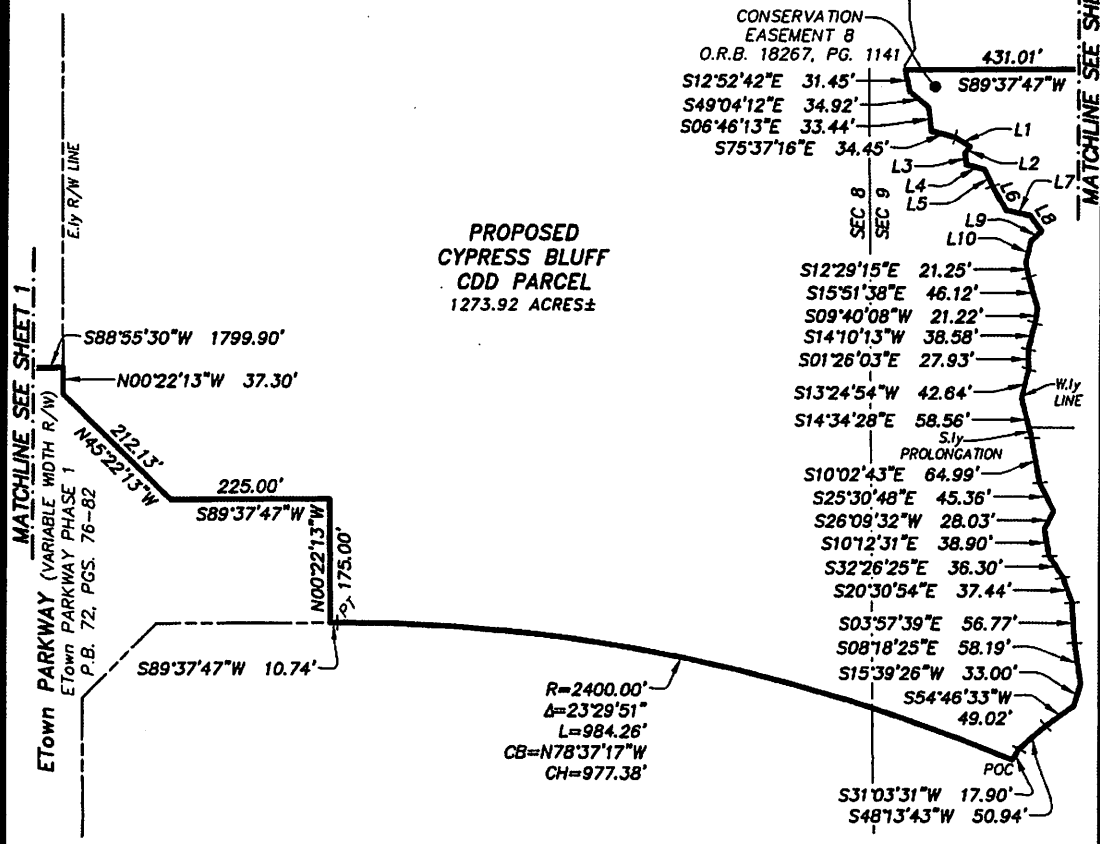 CONSERVATION
EASEMENT 8
O.R.B. 18267, PG. 1141
431.01'
S89°37'47"W
MATCHLINE SEE SHE
S12°52'42"E 31.45'
S49°04'12"E 34.92'
S06°46'13"E 33.44'
S75°37'16"E 34.45'
L1
L2
L3
L4
L5
L6
L7
L8
L9
L10
SEC 8
SEC 9
E.ly R/W LINE
PROPOSED
CYPRESS BLUFF
CDD PARCEL
1273.92 ACRES±
S12°29'15"E 21.25'
S15°51'38"E 46.12'
S09°40'08"W 21.22'
S14°10'13"W 38.58'
S01°26'03"E 27.93'
S13°24'54"W 42.64'
W.ly
LINE
S14°34'28"E 58.56'
S.ly
PROLONGATION
S10°02'43"E 64.99'
S25°30'48"E 45.36'
S26°09'32"W 28.03'
S10°12'31"E 38.90'
S32°26'25"E 36.30'
S20°30'54"E 37.44'
S03°57'39"E 56.77'
S08°18'25"E 58.19'
S15°39'26"W 33.00'
S54°46'33"W
49.02'
POC
S31°03'31"W 17.90'
S48°13'43"W 50.94'
MATCHLINE SEE SHEET 1
S88°55'30"W 1799.90'
N00°22'13"W 37.30'
212.13'
N45°22'13"W
225.00'
S89°37'47"W
N00°22'13"W
175.00'
PT
S89°37'47"W 10.74'
R=2400.00'
Δ=23°29'51"
L=984.26'
CB=N78°37'17"W
CH=977.38'
ETown PARKWAY (VARIABLE WIDTH R/W)
ETown PARKWAY PHASE 1
P.B. 72, PGS. 76-82